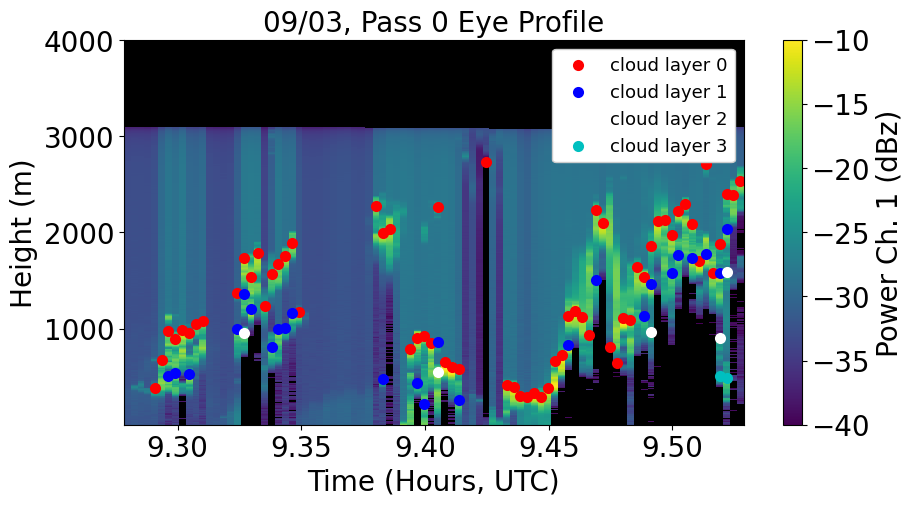 09/03, Pass 0 Eye Profile
4000
3000
2000
1000
Height (m)
9.30
9.35
9.40
9.45
9.50
Time (Hours, UTC)
cloud layer 0
cloud layer 1
cloud layer 2
cloud layer 3
−10
−15
−20
−25
−30
−35
−40
Power Ch. 1 (dBz)